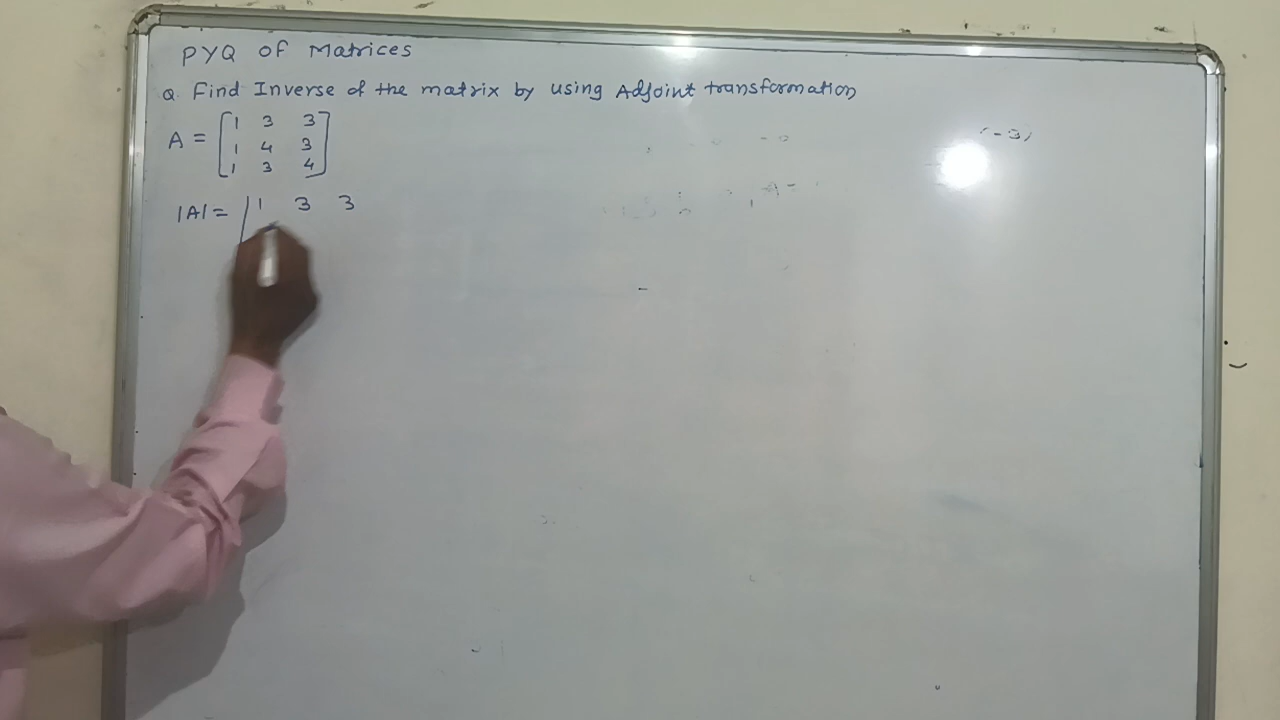 PYQ of Matrices
Q. Find Inverse of the matrix by using Adjoint transformation
A = [1 3 3
1 4 3
1 3 4]
|A| = | 1 3 3